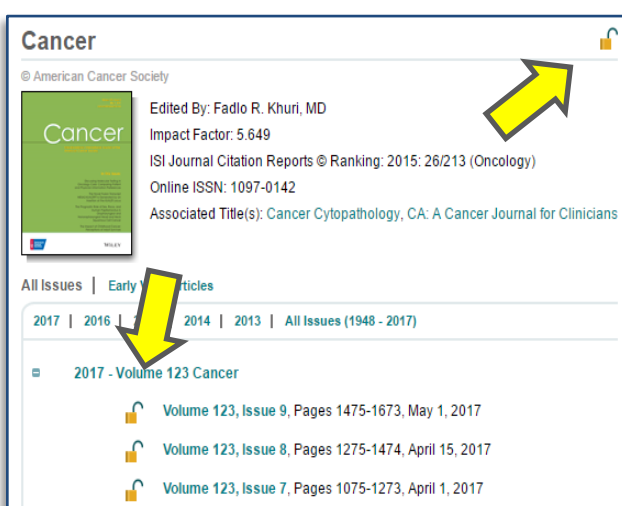 Cancer
© American Cancer Society
Cancer
WILEY
Edited By: Fadlo R. Khuri, MD
Impact Factor: 5.649
ISI Journal Citation Reports © Ranking: 2015: 26/213 (Oncology)
Online ISSN: 1097-0142
Associated Title(s): Cancer Cytopathology, CA: A Cancer Journal for Clinicians
All Issues | Early rticles
2017 | 2016 | 2014 | 2013 | All Issues (1948 - 2017)
2017 - Volume 123 Cancer
Volume 123, Issue 9, Pages 1475-1673, May 1, 2017
Volume 123, Issue 8, Pages 1275-1474, April 15, 2017
Volume 123, Issue 7, Pages 1075-1273, April 1, 2017